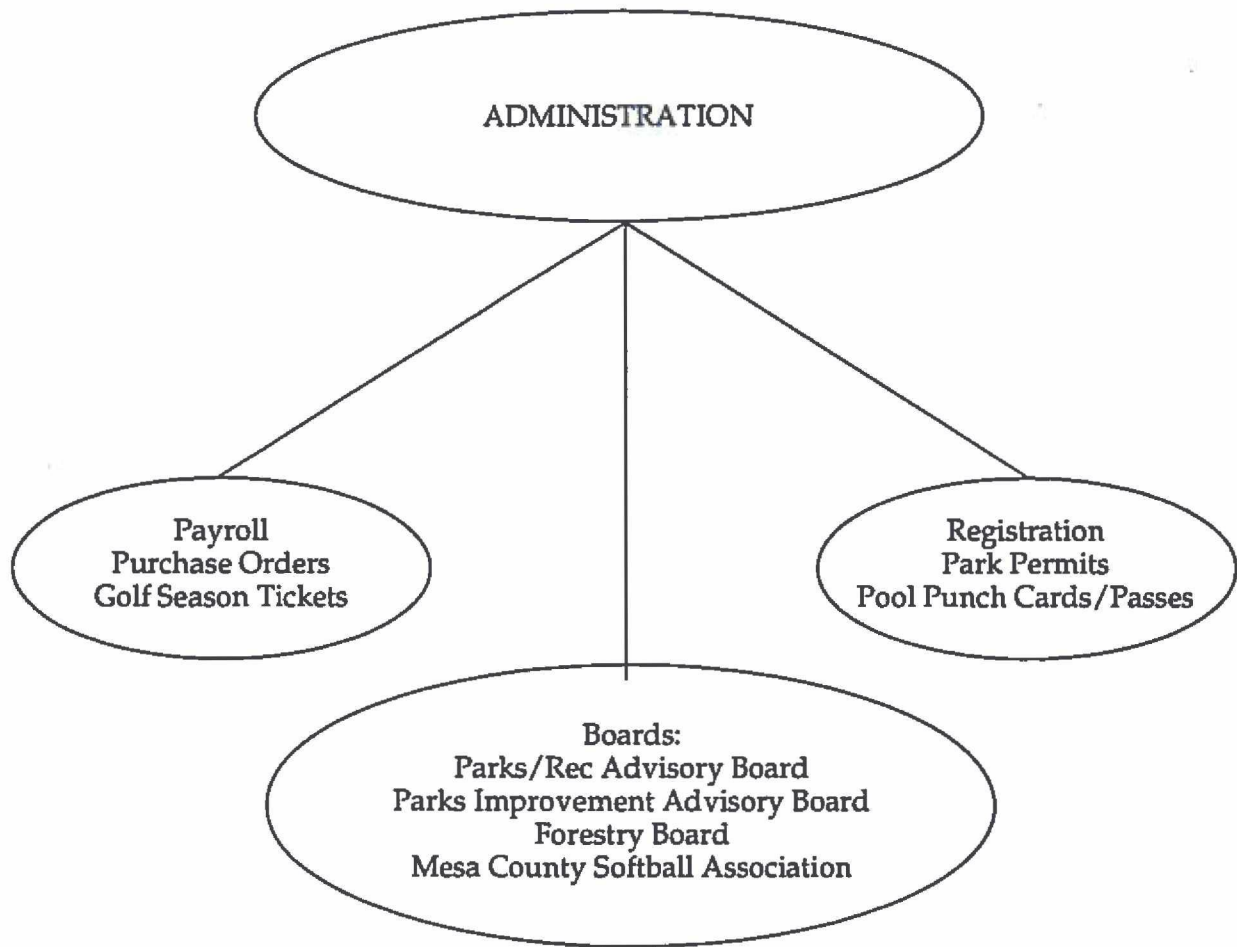 ADMINISTRATION
Payroll
Purchase Orders
Golf Season Tickets
Registration
Park Permits
Pool Punch Cards/Passes
Boards:
Parks/Rec Advisory Board
Parks Improvement Advisory Board
Forestry Board
Mesa County Softball Association